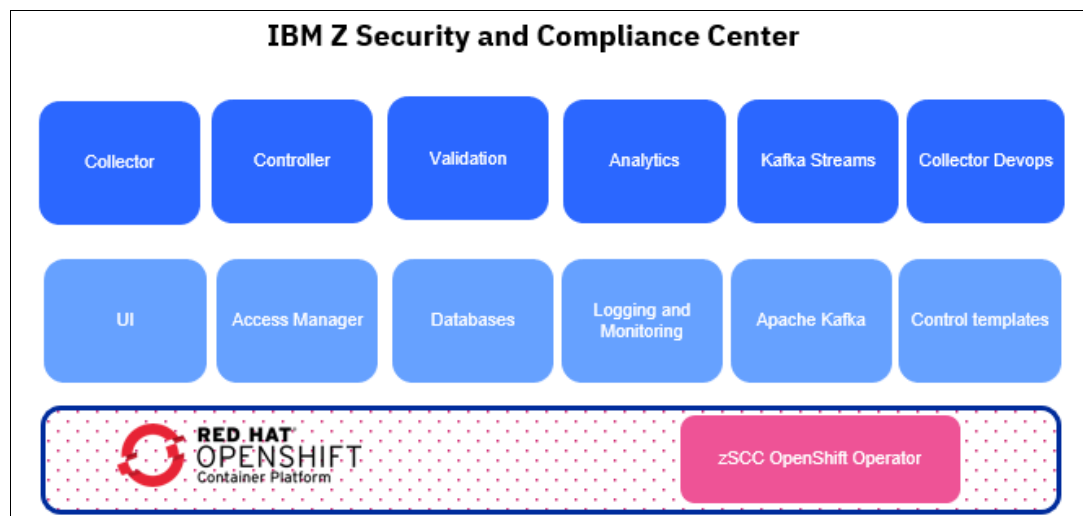 IBM Z Security and Compliance Center
Collector
Controller
Validation
Analytics
Kafka Streams
Collector Devops
UI
Access Manager
Databases
Logging and
Monitoring
Apache Kafka
Control templates
RED HAT
OPENSHIFT
Container Platform
zSCC OpenShift Operator